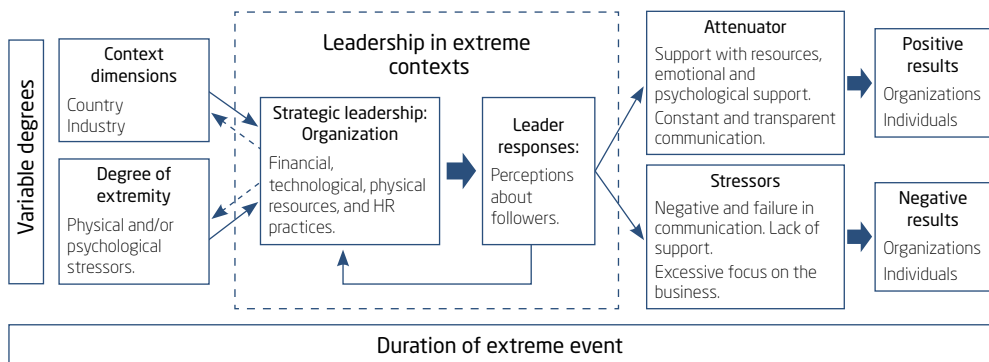 Variable degrees
Context
dimensions
Country
Industry
Degree of
extremity
Physical and/or
psychological
stressors.
Leadership in extreme
contexts
Strategic leadership:
Organization
Financial,
technological, physical
resources, and HR
practices.
Leader
responses:
Perceptions
about
followers.
Attenuator
Support with resources,
emotional and
psychological support.
Constant and transparent
communication.
Stressors
Negative and failure in
communication. Lack of
support.
Excessive focus on the
business.
Positive
results
Organizations
Individuals
Negative
results
Organizations
Individuals
Duration of extreme event